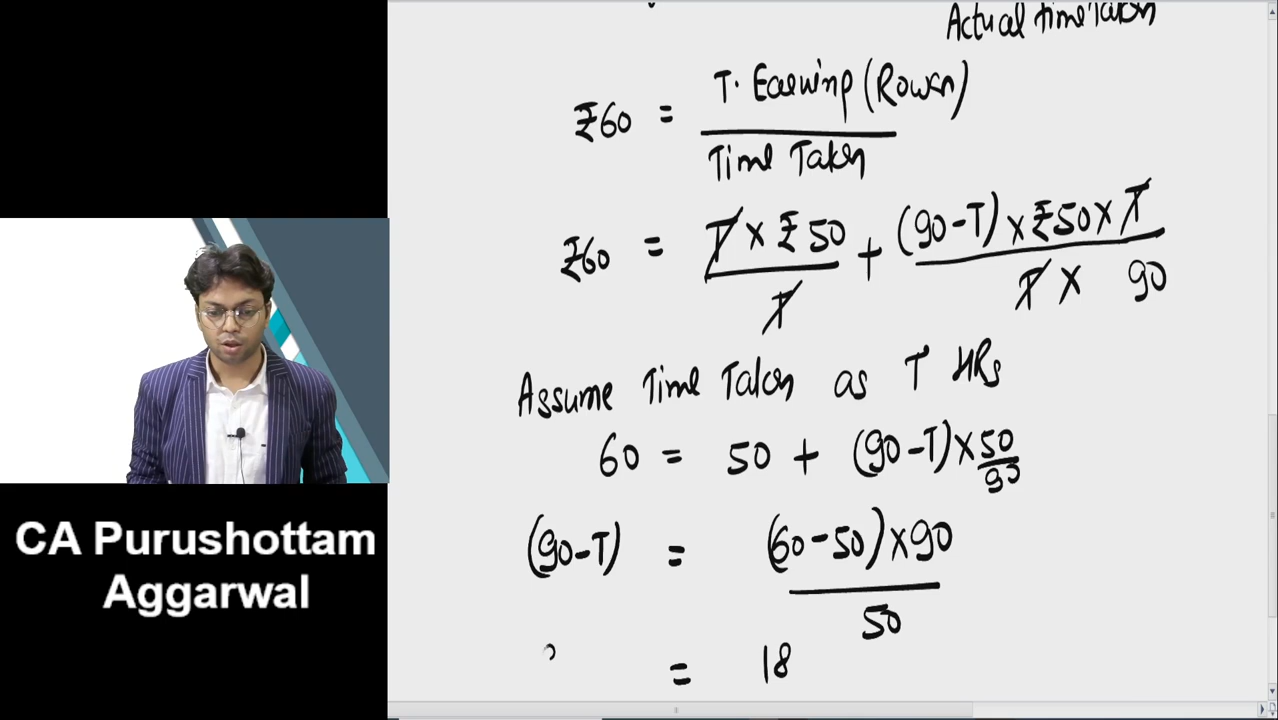 Actual Time Taken
₹60 = T. Earning (Rowan)
Time Taken
₹60 = T × ₹50 + (90-T) × ₹50 × T
T T × 90
Assume Time Taken as T HRs
60 = 50 + (90-T) × 50
90
(90-T) = (60-50) × 90
50
= 18
CA Purushottam
Aggarwal